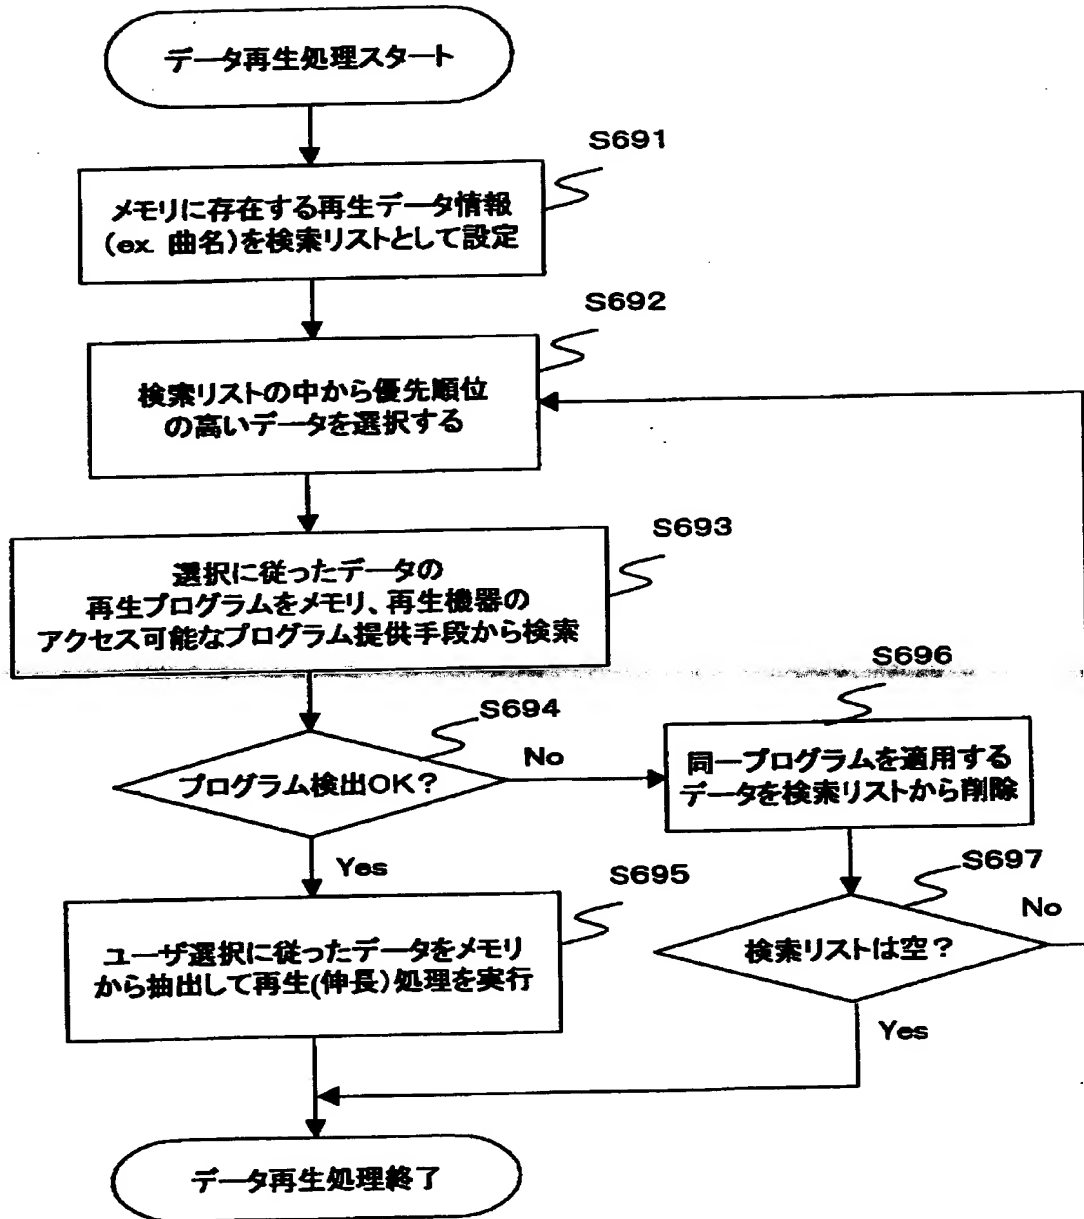 データ再生処理スタート
S691
メモリに存在する再生データ情報
(ex. 曲名)を検索リストとして設定
S692
検索リストの中から優先順位
の高いデータを選択する
S693
選択に従ったデータの
再生プログラムをメモリ、再生機器の
アクセス可能なプログラム提供手段から検索
S694
プログラム検出OK?
No
S696
同一プログラムを適用する
データを検索リストから削除
Yes
S695
ユーザ選択に従ったデータをメモリ
から抽出して再生(伸長)処理を実行
S697
検索リストは空?
No
Yes
データ再生処理終了